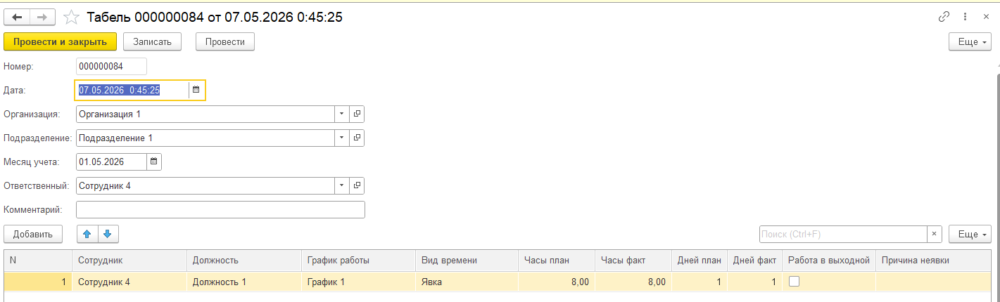 Табель 000000084 от 07.05.2026 0:45:25
Провести и закрыть Записать Провести Еще
Номер: 000000084
Дата: 07.05.2026 0:45:25
Организация: Организация 1
Подразделение: Подразделение 1
Месяц учета: 01.05.2026
Ответственный: Сотрудник 4
Комментарий:
Добавить Поиск (Ctrl+F) × Еще
N Сотрудник Должность График работы Вид времени Часы план Часы факт Дней план Дней факт Работа в выходной Причина неявки
1 Сотрудник 4 Должность 1 График 1 Явка 8,00 8,00 1 1